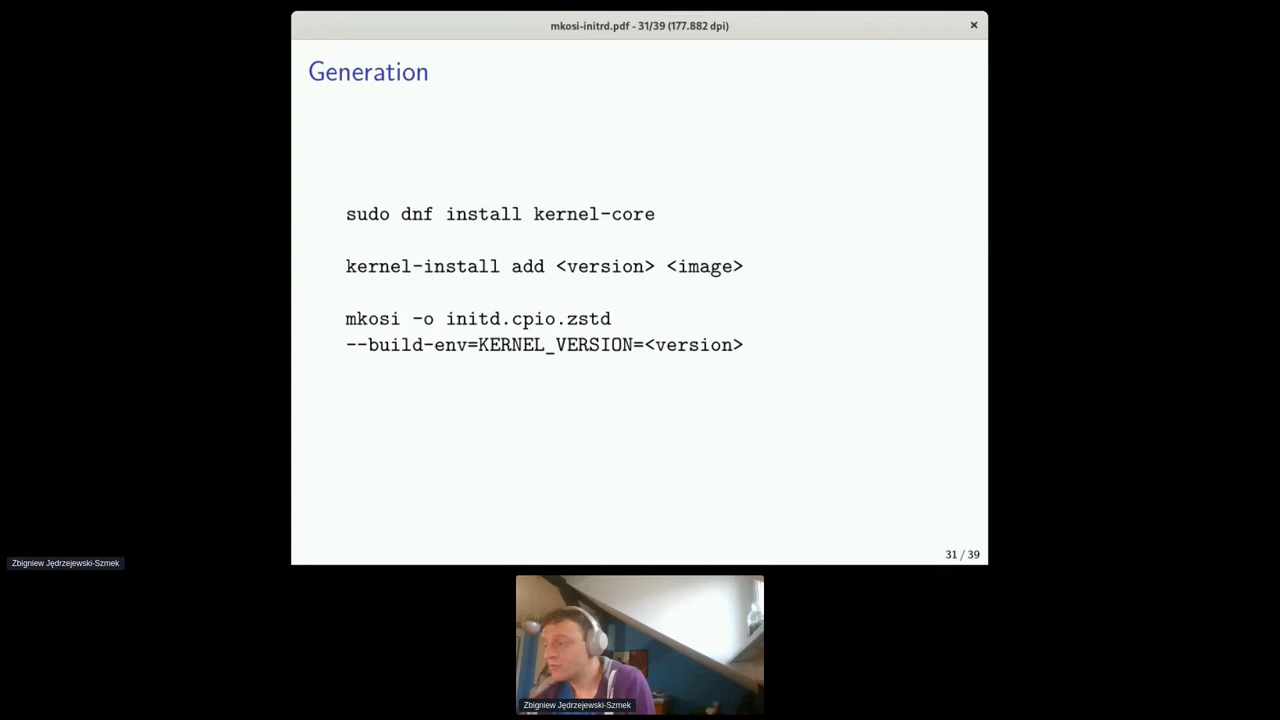 mkosi-initrd.pdf - 31/39 (177.882 dpi)
×
Generation
sudo dnf install kernel-core
kernel-install add <version> <image>
mkosi -o initd.cpio.zstd
--build-env=KERNEL_VERSION=<version>
31 / 39
Zbigniew Jędrzejewski-Szmek
Zbigniew Jędrzejewski-Szmek